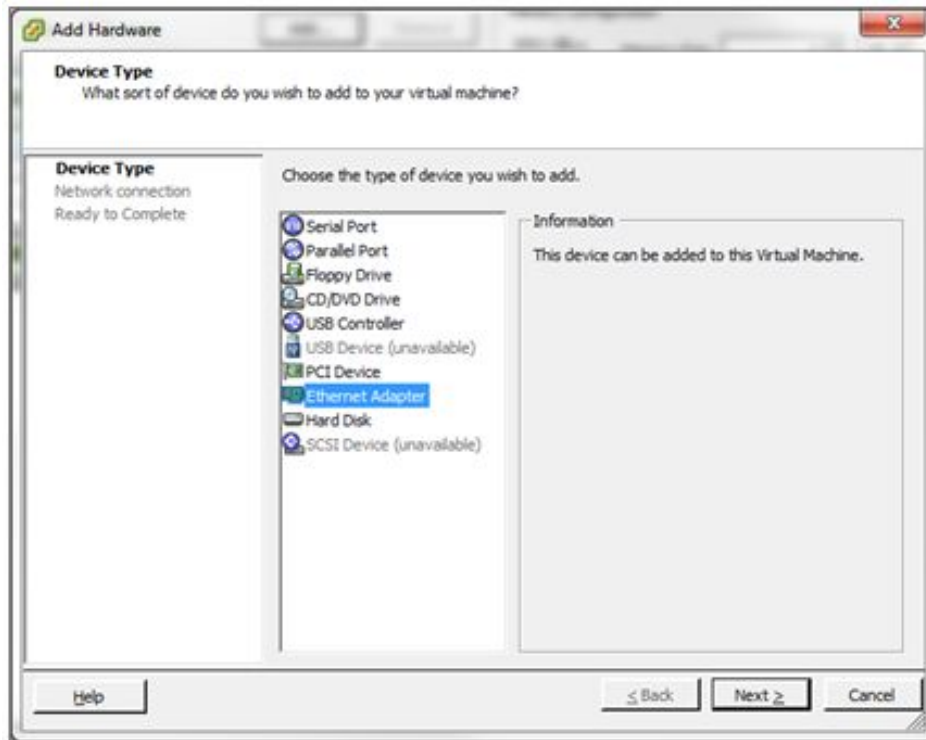 Add Hardware
Device Type
What sort of device do you wish to add to your virtual machine?
Device Type
Network connection
Ready to Complete
Choose the type of device you wish to add.
Serial Port
Parallel Port
Floppy Drive
CD/DVD Drive
USB Controller
USB Device (unavailable)
PCI Device
Ethernet Adapter
Hard Disk
SCSI Device (unavailable)
Information
This device can be added to this Virtual Machine.
Help
< Back
Next >
Cancel